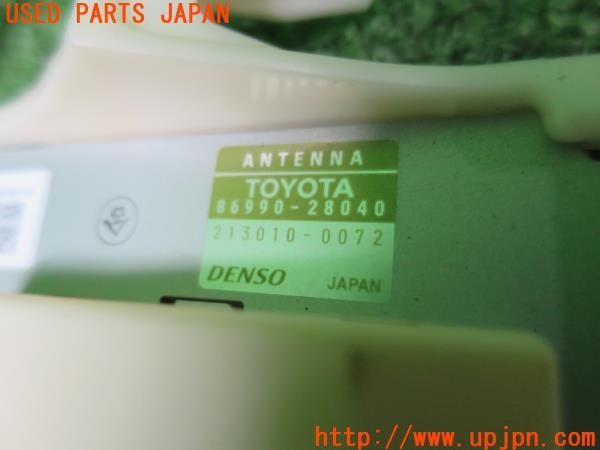 USED PARTS JAPAN
ANTENNA
TOYOTA
86990-28040
213010-0072
DENSO JAPAN
http://www.upjpn.com